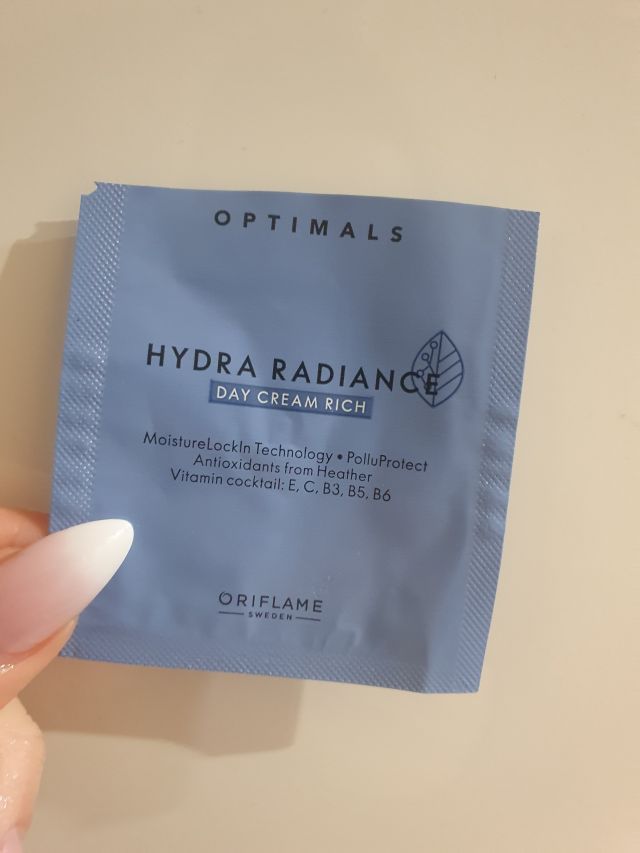 OPTIMALS
HYDRA RADIANCE
DAY CREAM RICH
MoistureLockIn Technology • PolluProtect
Antioxidants from Heather
Vitamin cocktail: E, C, B3, B5, B6
ORIFLAME
SWEDEN